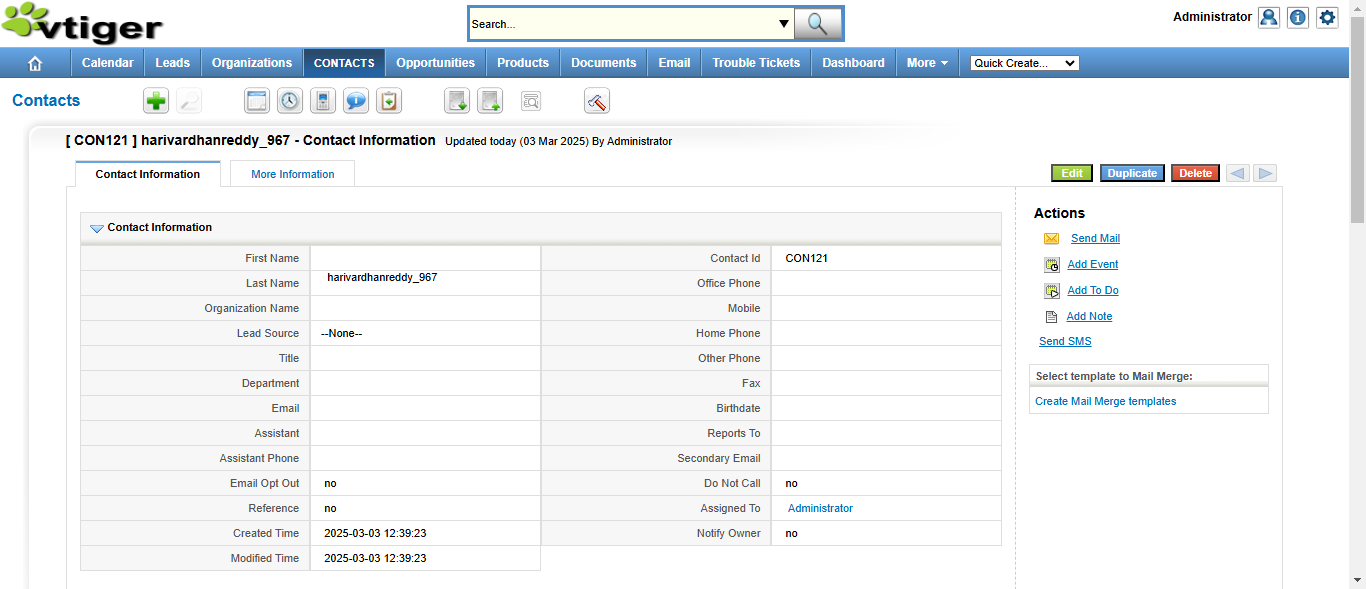 vtiger
Search...
Administrator
Calendar Leads Organizations CONTACTS Opportunities Products Documents Email Trouble Tickets Dashboard More Quick Create...
Contacts
[ CON121 ] harivardhanreddy_967 - Contact Information Updated today (03 Mar 2025) By Administrator
Contact Information More Information Edit Duplicate Delete
Contact Information
First Name Contact Id CON121
Last Name harivardhanreddy_967 Office Phone
Organization Name Mobile
Lead Source --None-- Home Phone
Title Other Phone
Department Fax
Email Birthdate
Assistant Reports To
Assistant Phone Secondary Email
Email Opt Out no Do Not Call no
Reference no Assigned To Administrator
Created Time 2025-03-03 12:39:23 Notify Owner no
Modified Time 2025-03-03 12:39:23
Actions
Send Mail
Add Event
Add To Do
Add Note
Send SMS
Select template to Mail Merge:
Create Mail Merge templates